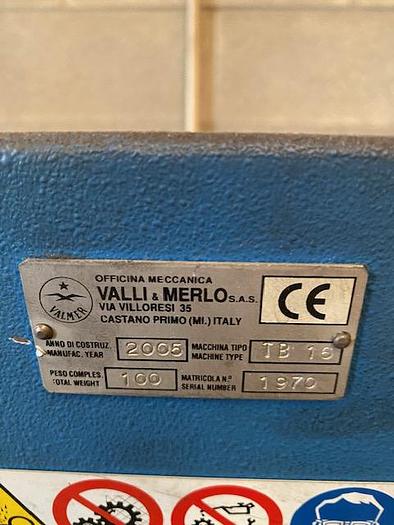 OFFICINA MECCANICA
VALLI & MERLO S.A.S.
VIA VILLORESI 35
CASTANO PRIMO (MI.) ITALY
VALMER
CE
ANNO DI COSTRUZ. 2005 MACCHINA TIPO TB 16
MANUFAC. YEAR MACHINE TYPE
PESO COMPLES. 100 MATRICOLA N.º 1970
TOTAL WEIGHT SERIAL NUMBER